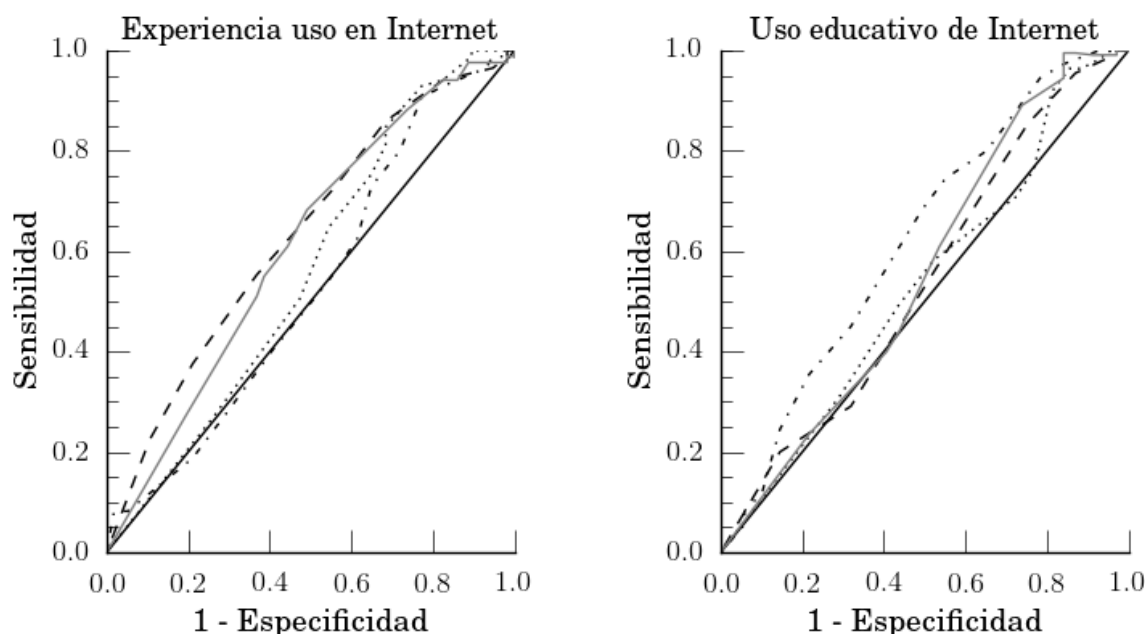 Experiencia uso en Internet
1.0
0.8
0.6
0.4
0.2
0.0
Sensibilidad
0.0 0.2 0.4 0.6 0.8 1.0
1 - Especificidad
Uso educativo de Internet
1.0
0.8
0.6
0.4
0.2
0.0
Sensibilidad
0.0 0.2 0.4 0.6 0.8 1.0
1 - Especificidad